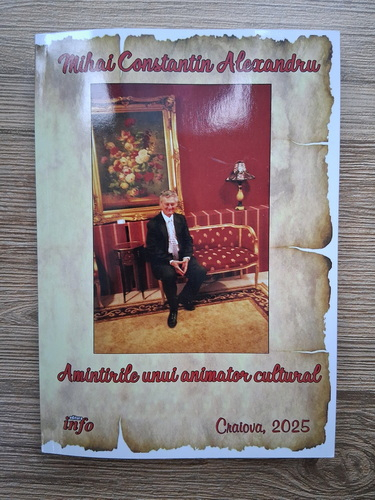 Mihai Constantin Alexandru
Amintirile unui animator cultural
info
Craiova, 2025